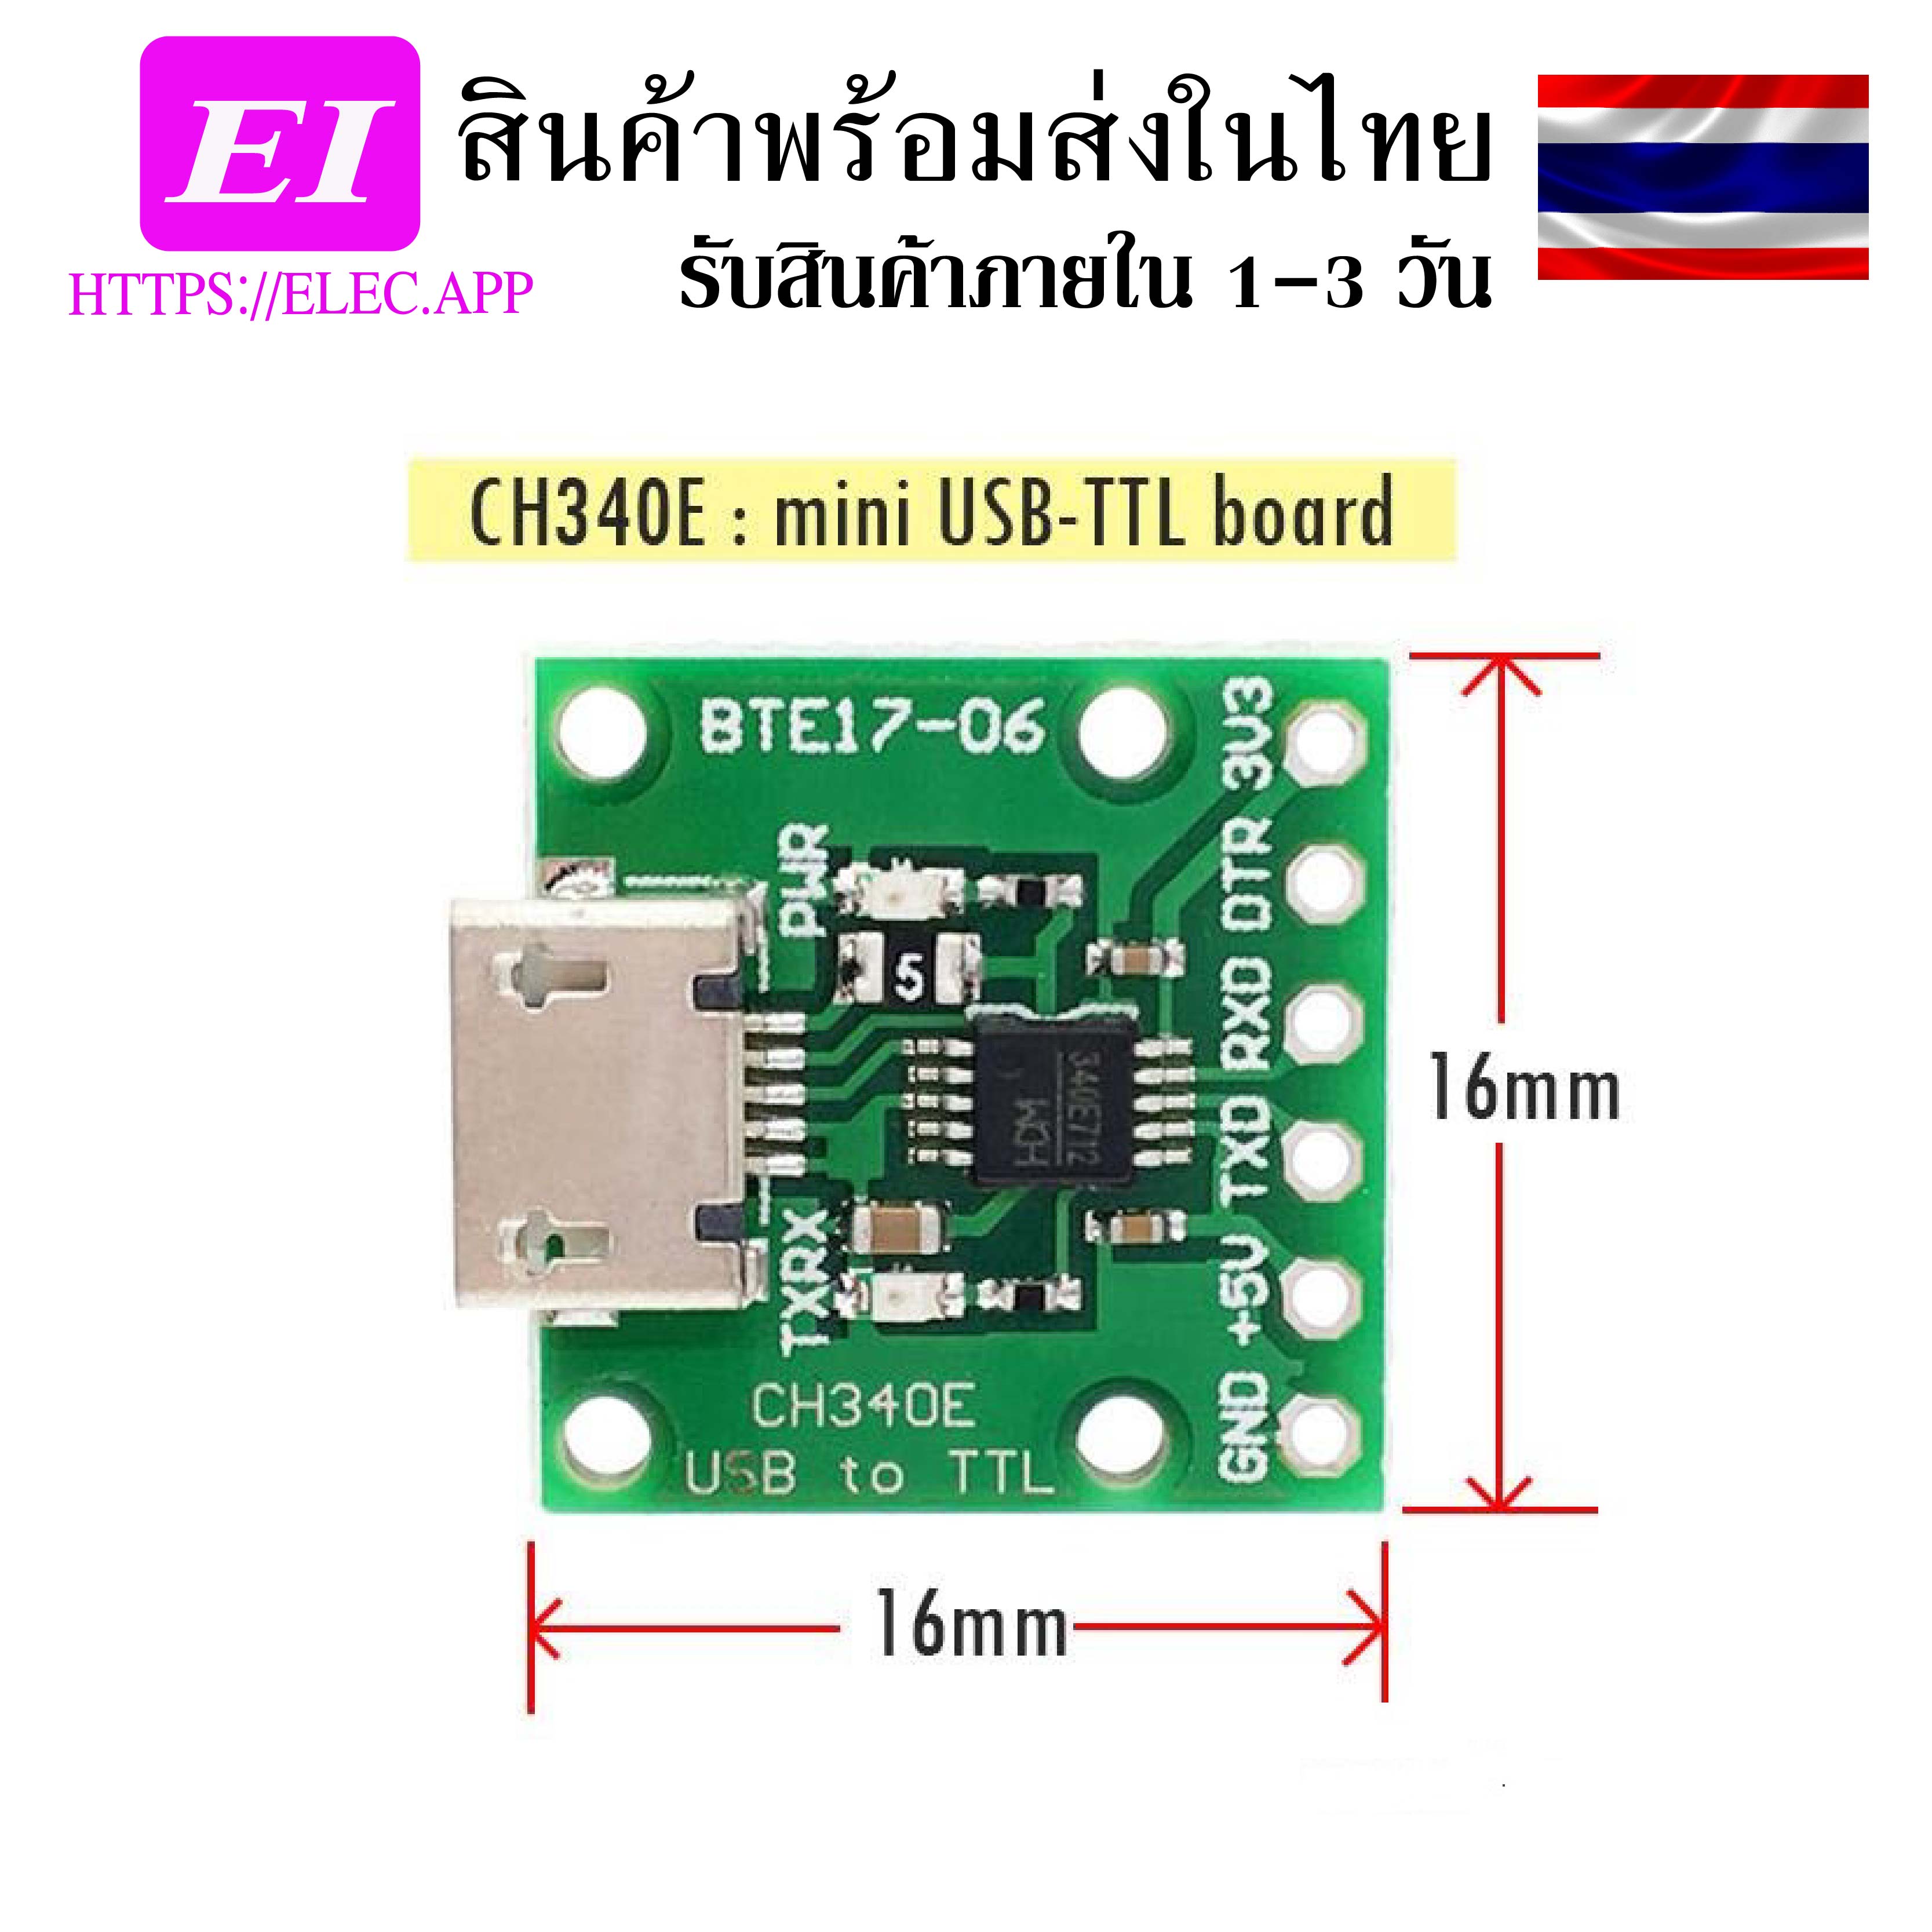 EI
สินค้าพร้อมส่งในไทย
HTTPS://ELEC.APP
รับสินค้าภายใน 1-3 วัน
CH340E : mini USB-TTL board
BTE17-06
3V3
DTR
RXD
TXD
+5V
GND
PWR
5
340E712
WCH
TXRX
CH340E
USB to TTL
16mm
16mm